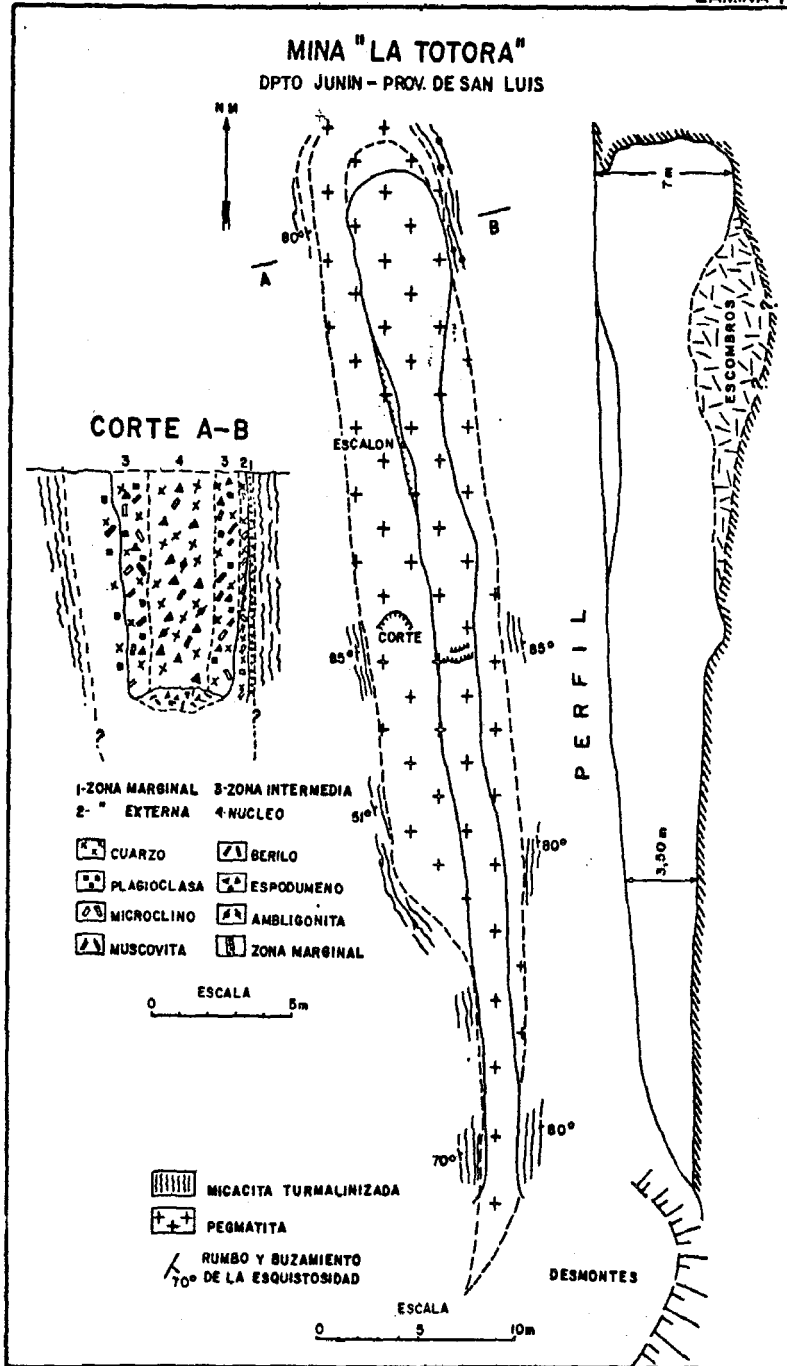 MINA "LA TOTORA"
DPTO JUNIN - PROV. DE SAN LUIS
NM
80°
A
B
7 m
ESCOMBROS
?
?
CORTE A-B
3
4
3
2
ESCALON
CORTE
85°
85°
PERFIL
?
?
1-ZONA MARGINAL 3-ZONA INTERMEDIA
2- " EXTERNA 4-NUCLEO
CUARZO
BERILO
PLAGIOCLASA
ESPODUMENO
MICROCLINO
AMBLIGONITA
MUSCOVITA
ZONA MARGINAL
51°
80°
3,50m
ESCALA
0 5m
70°
80°
MICACITA TURMALINIZADA
PEGMATITA
70°
RUMBO Y BUZAMIENTO
DE LA ESQUISTOSIDAD
DESMONTES
ESCALA
0 5 10m